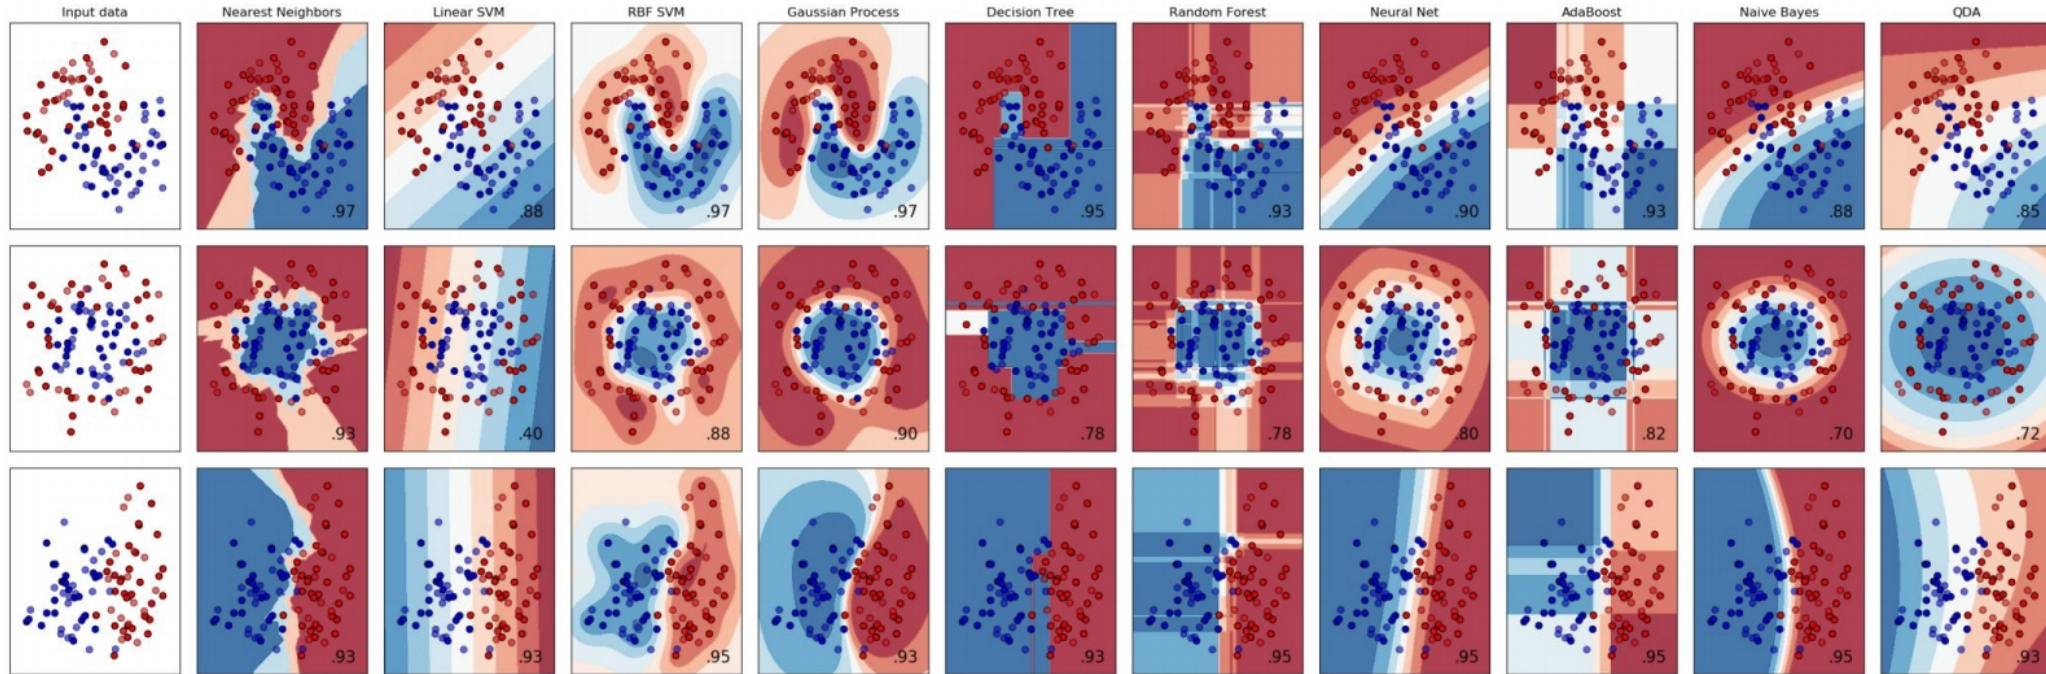 Input data Nearest Neighbors Linear SVM RBF SVM Gaussian Process Decision Tree Random Forest Neural Net AdaBoost Naive Bayes QDA
.97 .88 .97 .97 .95 .93 .90 .93 .88 .85
.93 .40 .88 .90 .78 .78 .80 .82 .70 .72
.93 .93 .95 .93 .93 .95 .95 .95 .95 .93